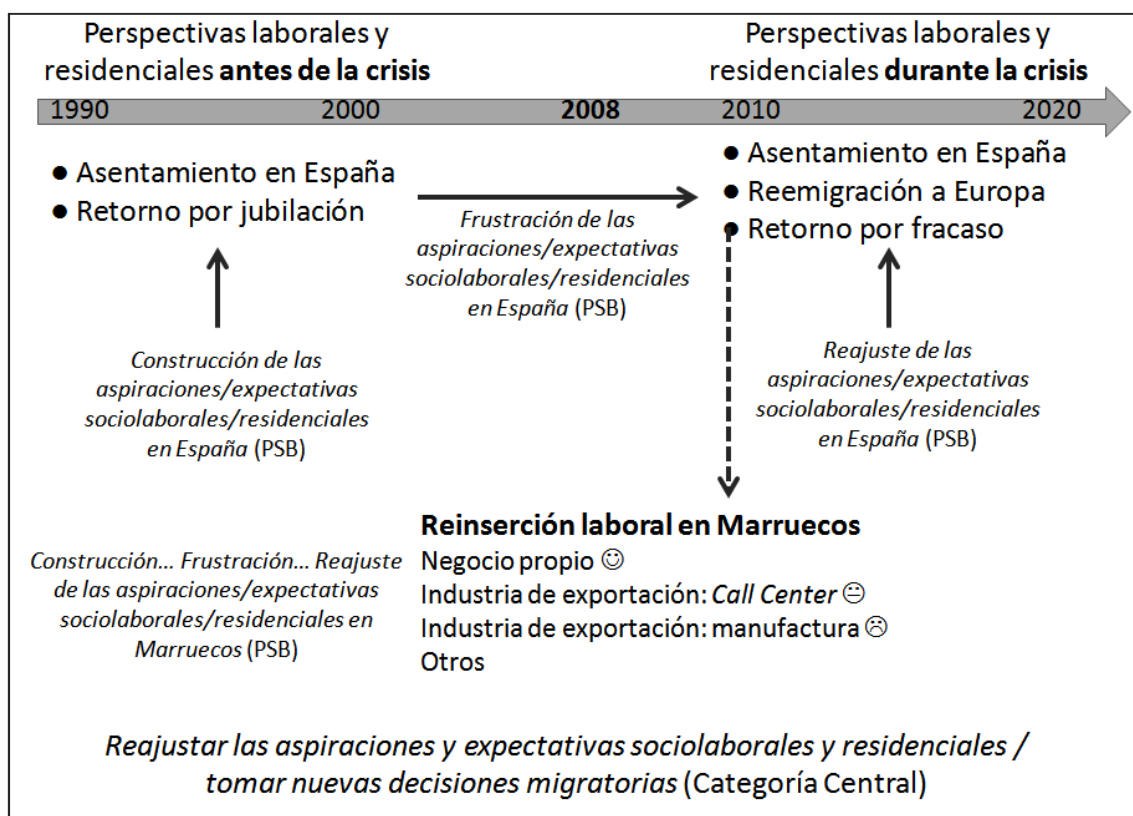 Perspectivas laborales y
residenciales antes de la crisis
Perspectivas laborales y
residenciales durante la crisis
1990 2000 2008 2010 2020
● Asentamiento en España
● Retorno por jubilación
Frustración de las
aspiraciones/expectativas
sociolaborales/residenciales
en España (PSB)
● Asentamiento en España
● Reemigración a Europa
● Retorno por fracaso
Construcción de las
aspiraciones/expectativas
sociolaborales/residenciales
en España (PSB)
Reajuste de las
aspiraciones/expectativas
sociolaborales/residenciales
en España (PSB)
Construcción... Frustración... Reajuste
de las aspiraciones/expectativas
sociolaborales/residenciales en
Marruecos (PSB)
Reinserción laboral en Marruecos
Negocio propio ☺
Industria de exportación: Call Center 😐
Industria de exportación: manufactura ☹
Otros
Reajustar las aspiraciones y expectativas sociolaborales y residenciales /
tomar nuevas decisiones migratorias (Categoría Central)